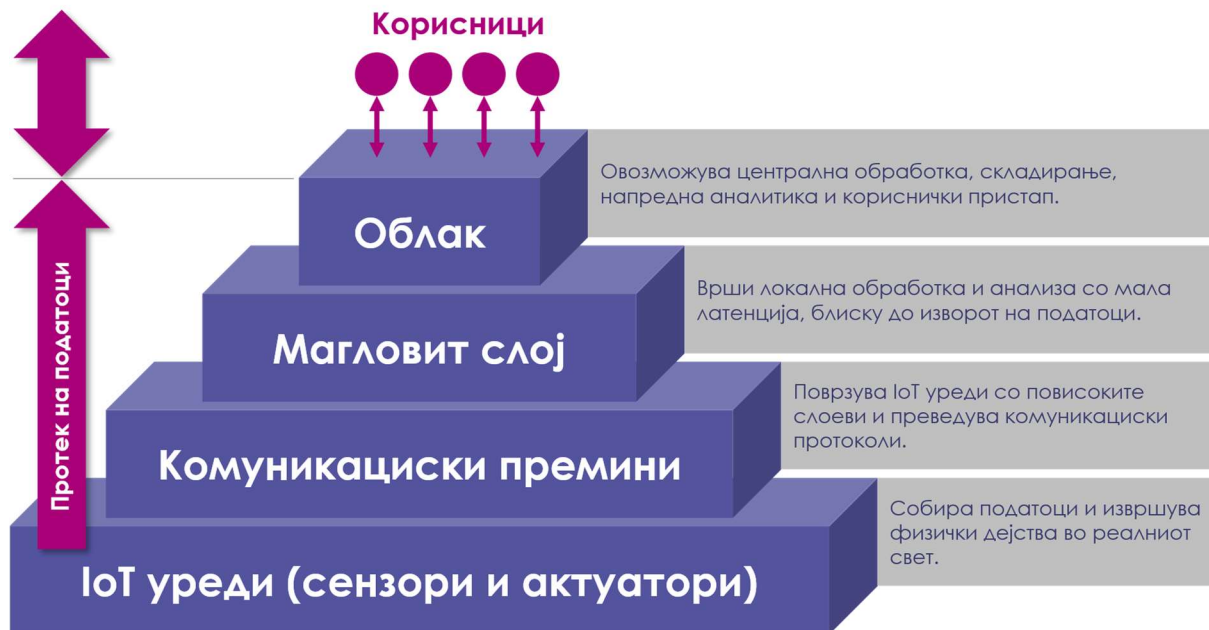 Корисници
Облак
Овозможува централна обработка, складирање,
напредна аналитика и кориснички пристап.
Магловит слој
Врши локална обработка и анализа со мала
латенција, блиску до изворот на податоци.
Комуникациски премини
Поврзува IoT уреди со повисоките
слоеви и преведува комуникациски
протоколи.
IoT уреди (сензори и актуатори)
Собира податоци и извршува
физички дејства во реалниот
свет.
Протек на податоци